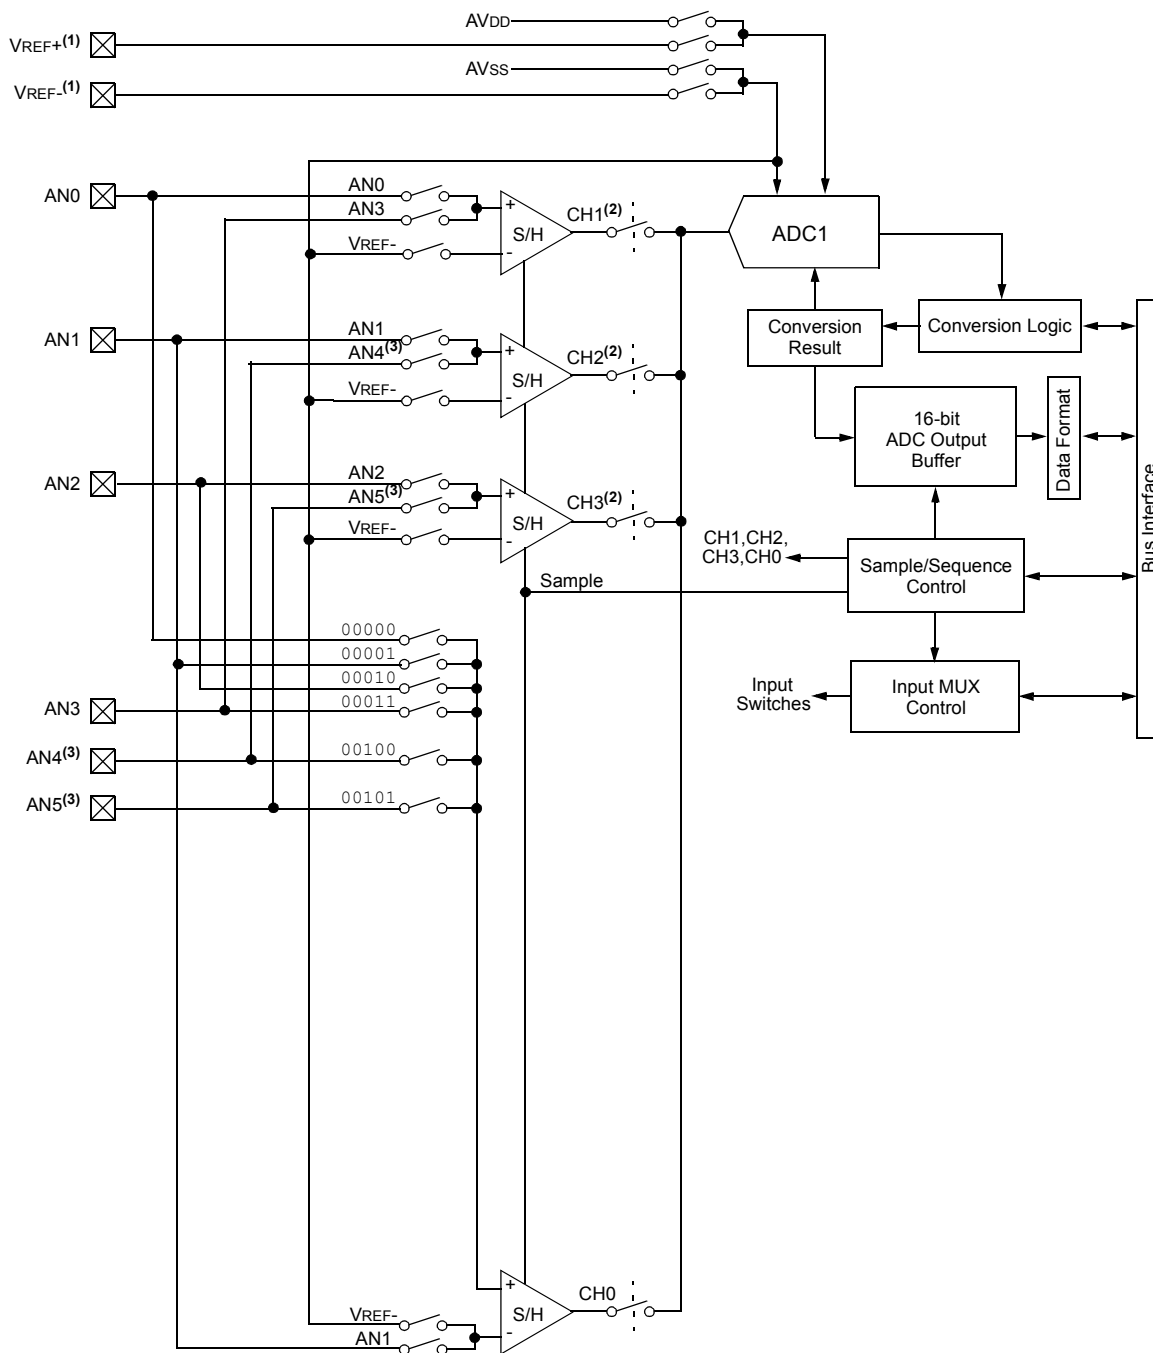 AVDD
VREF+(1)
AVSS
VREF-(1)
AN0
AN0
AN3
VREF-
+
S/H
-
CH1(2)
ADC1
Conversion
Result
Conversion Logic
AN1
AN1
AN4(3)
VREF-
+
S/H
-
CH2(2)
16-bit
ADC Output
Buffer
Data Format
Bus Interface
AN2
AN2
AN5(3)
VREF-
+
S/H
-
CH3(2)
CH1,CH2,
CH3,CH0
Sample/Sequence
Control
Sample
00000
00001
00010
00011
00100
00101
AN3
AN4(3)
AN5(3)
Input
Switches
Input MUX
Control
+
S/H
-
CH0
VREF-
AN1